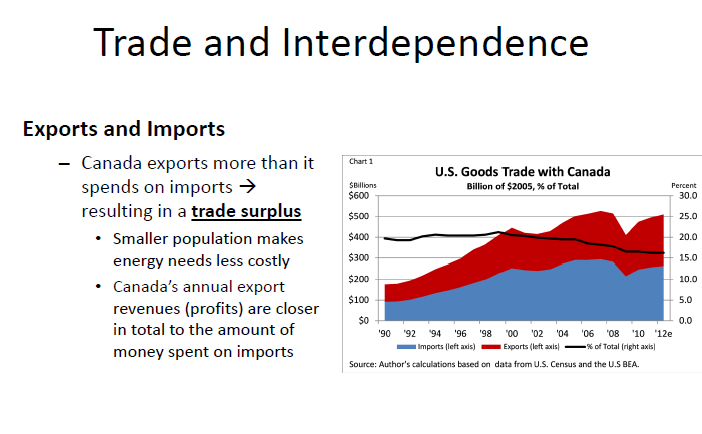 Trade and Interdependence
Exports and Imports
– Canada exports more than it
spends on imports →
resulting in a trade surplus
• Smaller population makes
energy needs less costly
• Canada's annual export
revenues (profits) are closer
in total to the amount of
money spent on imports
Chart 1
U.S. Goods Trade with Canada
$Billions Billion of $2005, % of Total Percent
$600 30.0
$500 25.0
$400 20.0
$300 15.0
$200 10.0
$100 5.0
$0 0.0
'90 '92 '94 '96 '98 '00 '02 '04 '06 '08 '10 '12e
Imports (left axis) Exports (left axis) % of Total (right axis)
Source: Author's calculations based on data from U.S. Census and the U.S BEA.